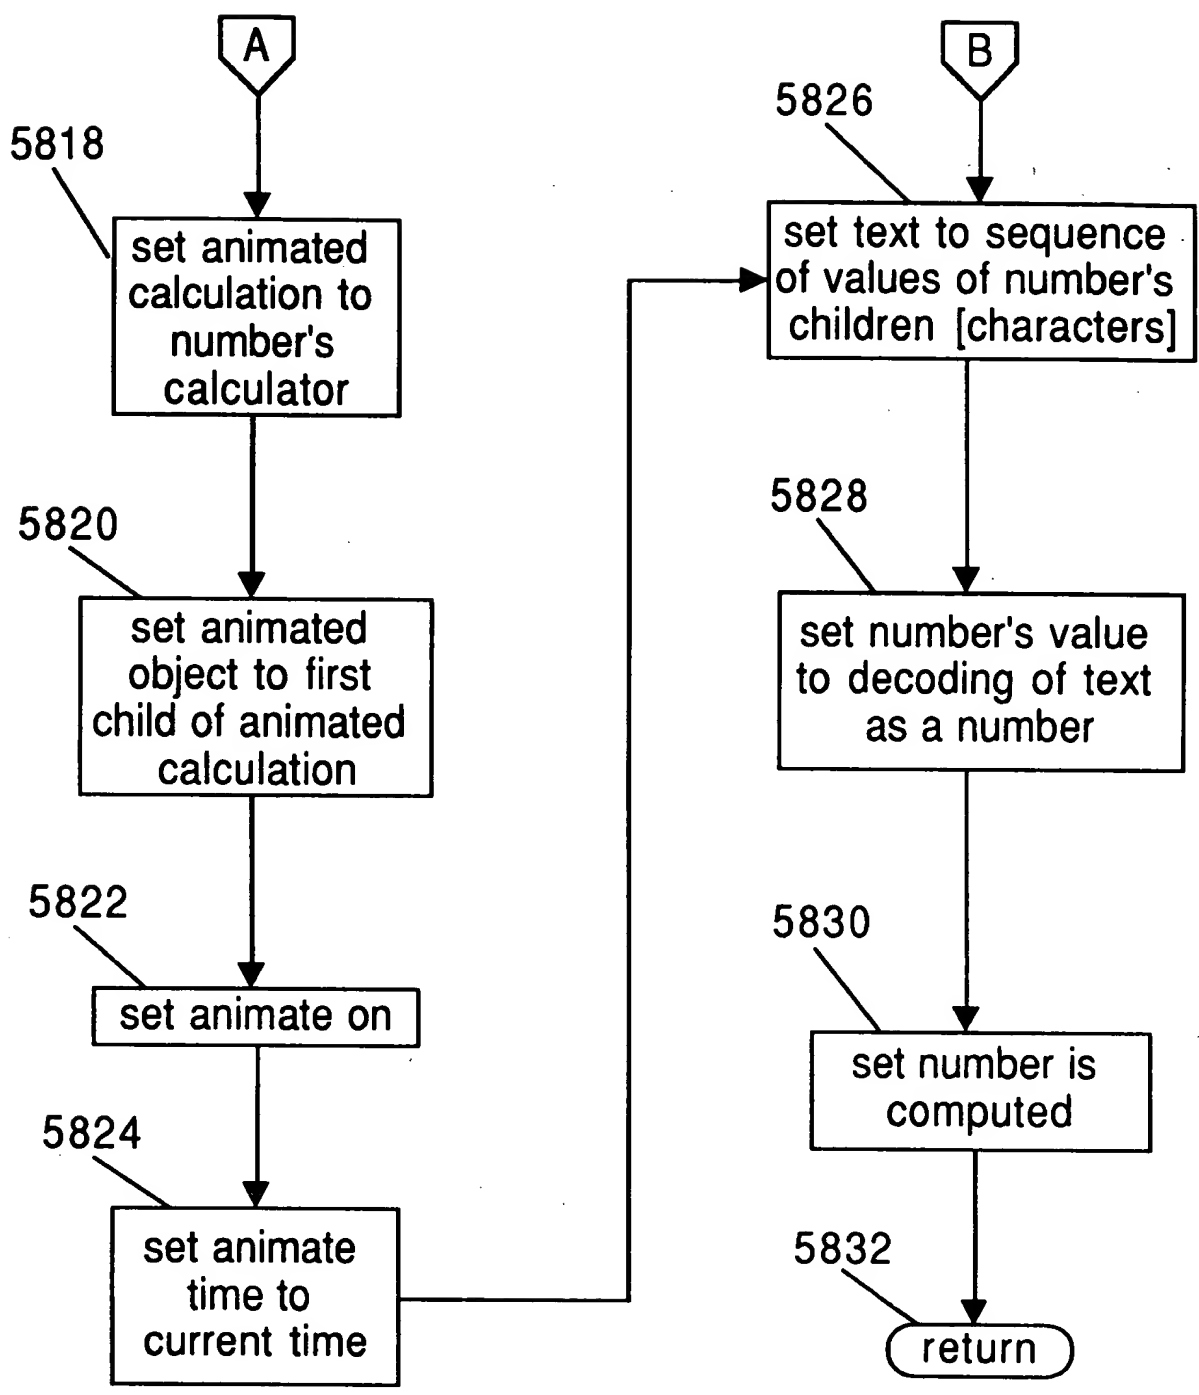 A
5818
set animated
calculation to
number's
calculator
5820
set animated
object to first
child of animated
calculation
5822
set animate on
5824
set animate
time to
current time
B
5826
set text to sequence
of values of number's
children [characters]
5828
set number's value
to decoding of text
as a number
5830
set number is
computed
5832
return